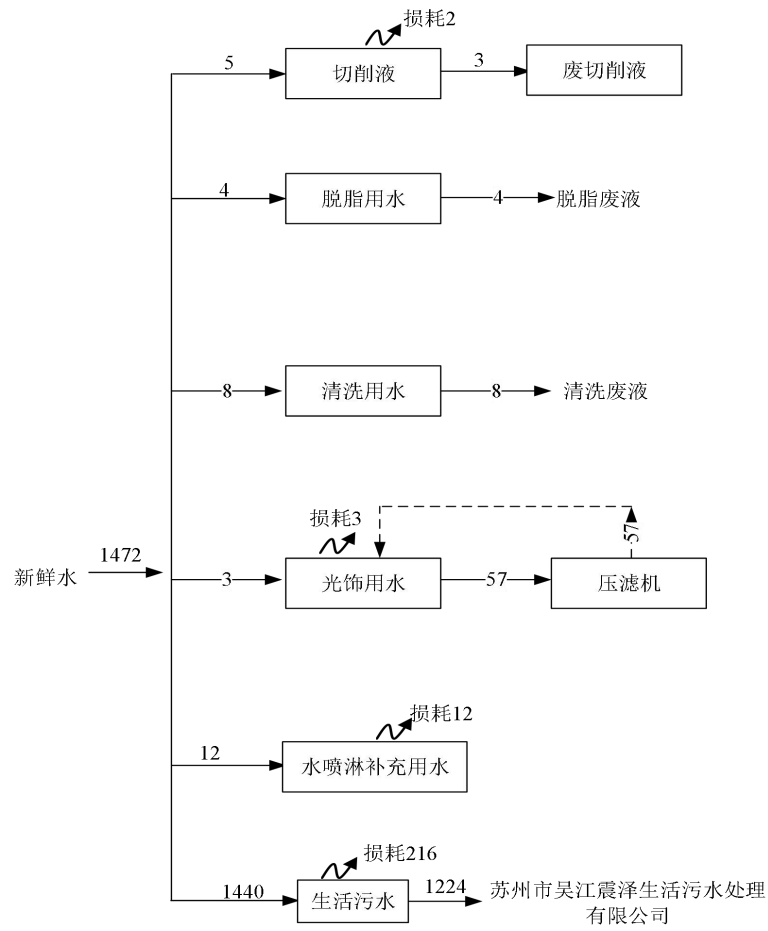 损耗2
5
切削液
3
废切削液
4
脱脂用水
4
脱脂废液
8
清洗用水
8
清洗废液
损耗3
57
新鲜水
1472
3
光饰用水
57
压滤机
损耗12
12
水喷淋补充用水
损耗216
1440
生活污水
1224
苏州市吴江震泽生活污水处理
有限公司